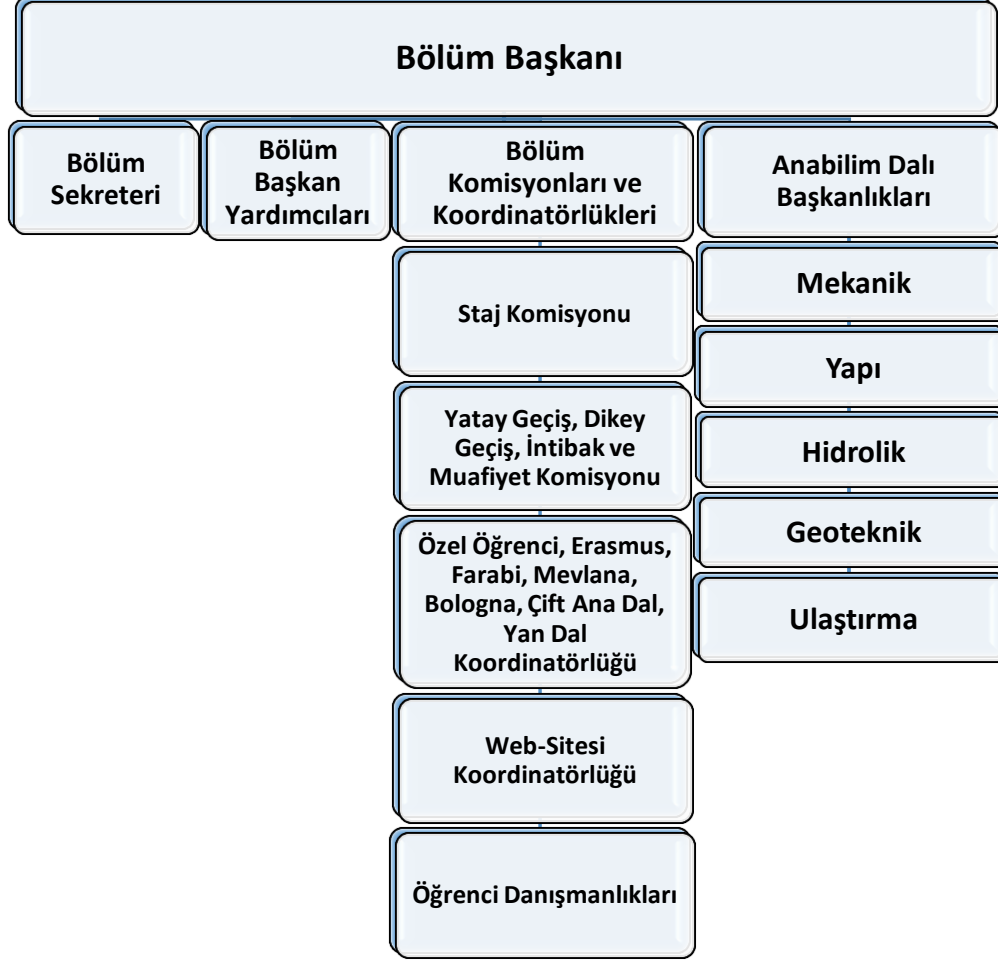 Bölüm Başkanı
Bölüm
Sekreteri
Bölüm
Başkan
Yardımcıları
Bölüm
Komisyonları ve
Koordinatörlükleri
Anabilim Dalı
Başkanlıkları
Staj Komisyonu
Yatay Geçiş, Dikey
Geçiş, İntibak ve
Muafiyet Komisyonu
Özel Öğrenci, Erasmus,
Farabi, Mevlana,
Bologna, Çift Ana Dal,
Yan Dal
Koordinatörlüğü
Web-Sitesi
Koordinatörlüğü
Öğrenci Danışmanlıkları
Mekanik
Yapı
Hidrolik
Geoteknik
Ulaştırma